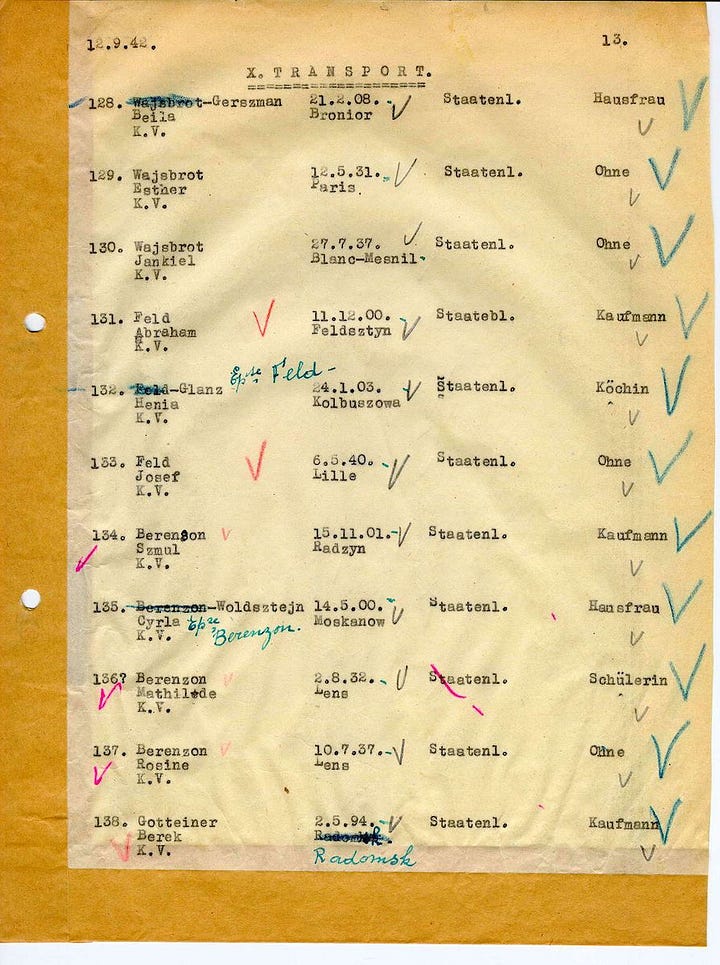 12.9.42. 13.
X. TRANSPORT.
128. Wajsbrot-Gerszman 21.2.08. Staatenl. Hausfrau
Beila Bronior
K.V.
129. Wajsbrot 12.5.31. Staatenl. Ohne
Esther Paris.
K.V.
130. Wajsbrot 27.7.37. Staatenl. Ohne
Jankiel Blanc-Mesnil.
K.V.
131. Feld 11.12.00. Staatebl. Kaufmann
Abraham Feldsztyn
K.V.
Epse Feld-
132. Feld-Glanz 24.1.03. Staatenl. Köchin
Henia Kolbuszowa
K.V.
133. Feld 6.5.40. Staatenl. Ohne
Josef Lille
K.V.
134. Berenzon 15.11.01. Staatenl. Kaufmann
Szmul Radzyn
K.V.
135. Berenzon-Woldsztejn 14.5.00. Staatenl. Hausfrau
Cyrla Epse Moskanow
K.V. Berenzon.
136? Berenzon 2.8.32. Staatenl. Schülerin
Mathilde Lens
K.V.
137. Berenzon 10.7.37. Staatenl. Ohne
Rosine Lens
K.V.
138. Gotteiner 2.5.94. Staatenl. Kaufmann
Berek Radomsk.
K.V. Radomsk